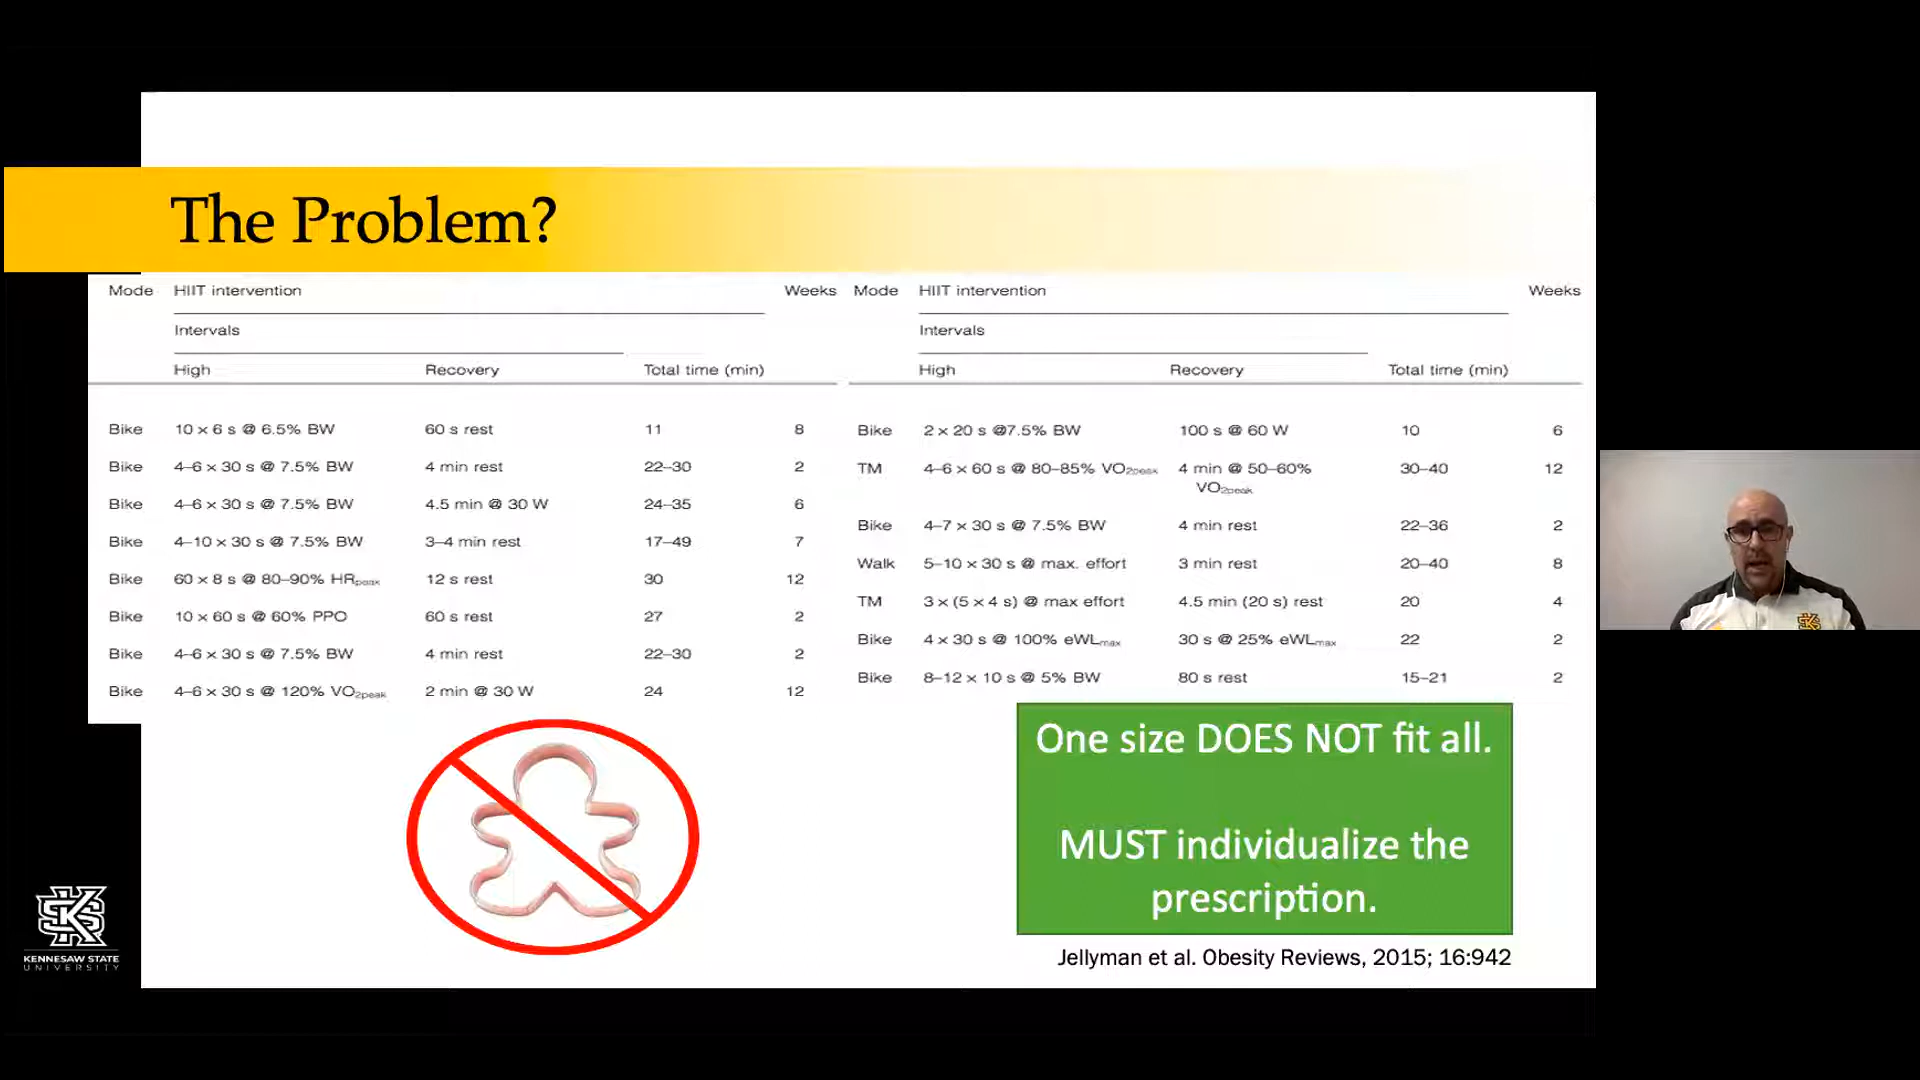 The Problem?
Mode HIIT intervention Weeks
Intervals
High Recovery Total time (min)
Bike 10 x 6 s @ 6.5% BW 60 s rest 11 8
Bike 4–6 x 30 s @ 7.5% BW 4 min rest 22–30 2
Bike 4–6 x 30 s @ 7.5% BW 4.5 min @ 30 W 24–35 6
Bike 4–10 x 30 s @ 7.5% BW 3–4 min rest 17–49 7
Bike 60 x 8 s @ 80–90% HRpeak 12 s rest 30 12
Bike 10 x 60 s @ 60% PPO 60 s rest 27 2
Bike 4–6 x 30 s @ 7.5% BW 4 min rest 22–30 2
Bike 4–6 x 30 s @ 120% VO2peak 2 min @ 30 W 24 12
Mode HIIT intervention Weeks
Intervals
High Recovery Total time (min)
Bike 2 x 20 s @7.5% BW 100 s @ 60 W 10 6
TM 4–6 x 60 s @ 80–85% VO2peak 4 min @ 50–60% 30–40 12
VO2peak
Bike 4–7 x 30 s @ 7.5% BW 4 min rest 22–36 2
Walk 5–10 x 30 s @ max. effort 3 min rest 20–40 8
TM 3 x (5 x 4 s) @ max effort 4.5 min (20 s) rest 20 4
Bike 4 x 30 s @ 100% eWLmax 30 s @ 25% eWLmax 22 2
Bike 8–12 x 10 s @ 5% BW 80 s rest 15–21 2
One size DOES NOT fit all.
MUST individualize the
prescription.
Jellyman et al. Obesity Reviews, 2015; 16:942
KS
KENNESAW STATE
UNIVERSITY
KS